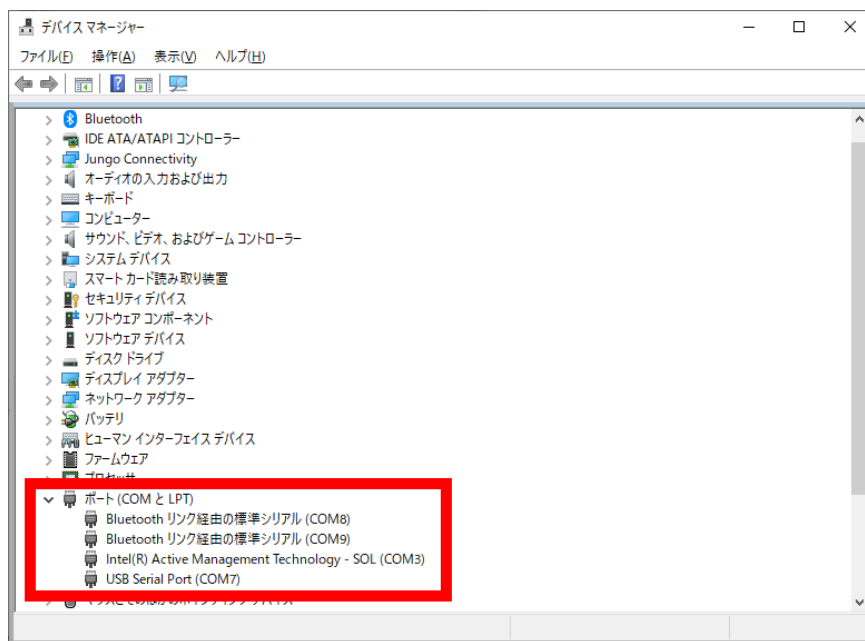 デバイス マネージャー
ファイル(F) 操作(A) 表示(V) ヘルプ(H)
Bluetooth
IDE ATA/ATAPI コントローラー
Jungo Connectivity
オーディオの入力および出力
キーボード
コンピューター
サウンド、ビデオ、およびゲーム コントローラー
システム デバイス
スマート カード読み取り装置
セキュリティ デバイス
ソフトウェア コンポーネント
ソフトウェア デバイス
ディスク ドライブ
ディスプレイ アダプター
ネットワーク アダプター
バッテリ
ヒューマン インターフェイス デバイス
ファームウェア
プロセッサ
ポート (COM と LPT)
Bluetooth リンク経由の標準シリアル (COM8)
Bluetooth リンク経由の標準シリアル (COM9)
Intel(R) Active Management Technology - SOL (COM3)
USB Serial Port (COM7)